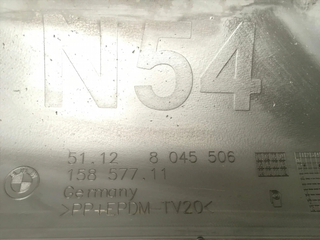 N54
51.12 8 045 506
158 577.11
Germany
>PP+EPDM-TV20<